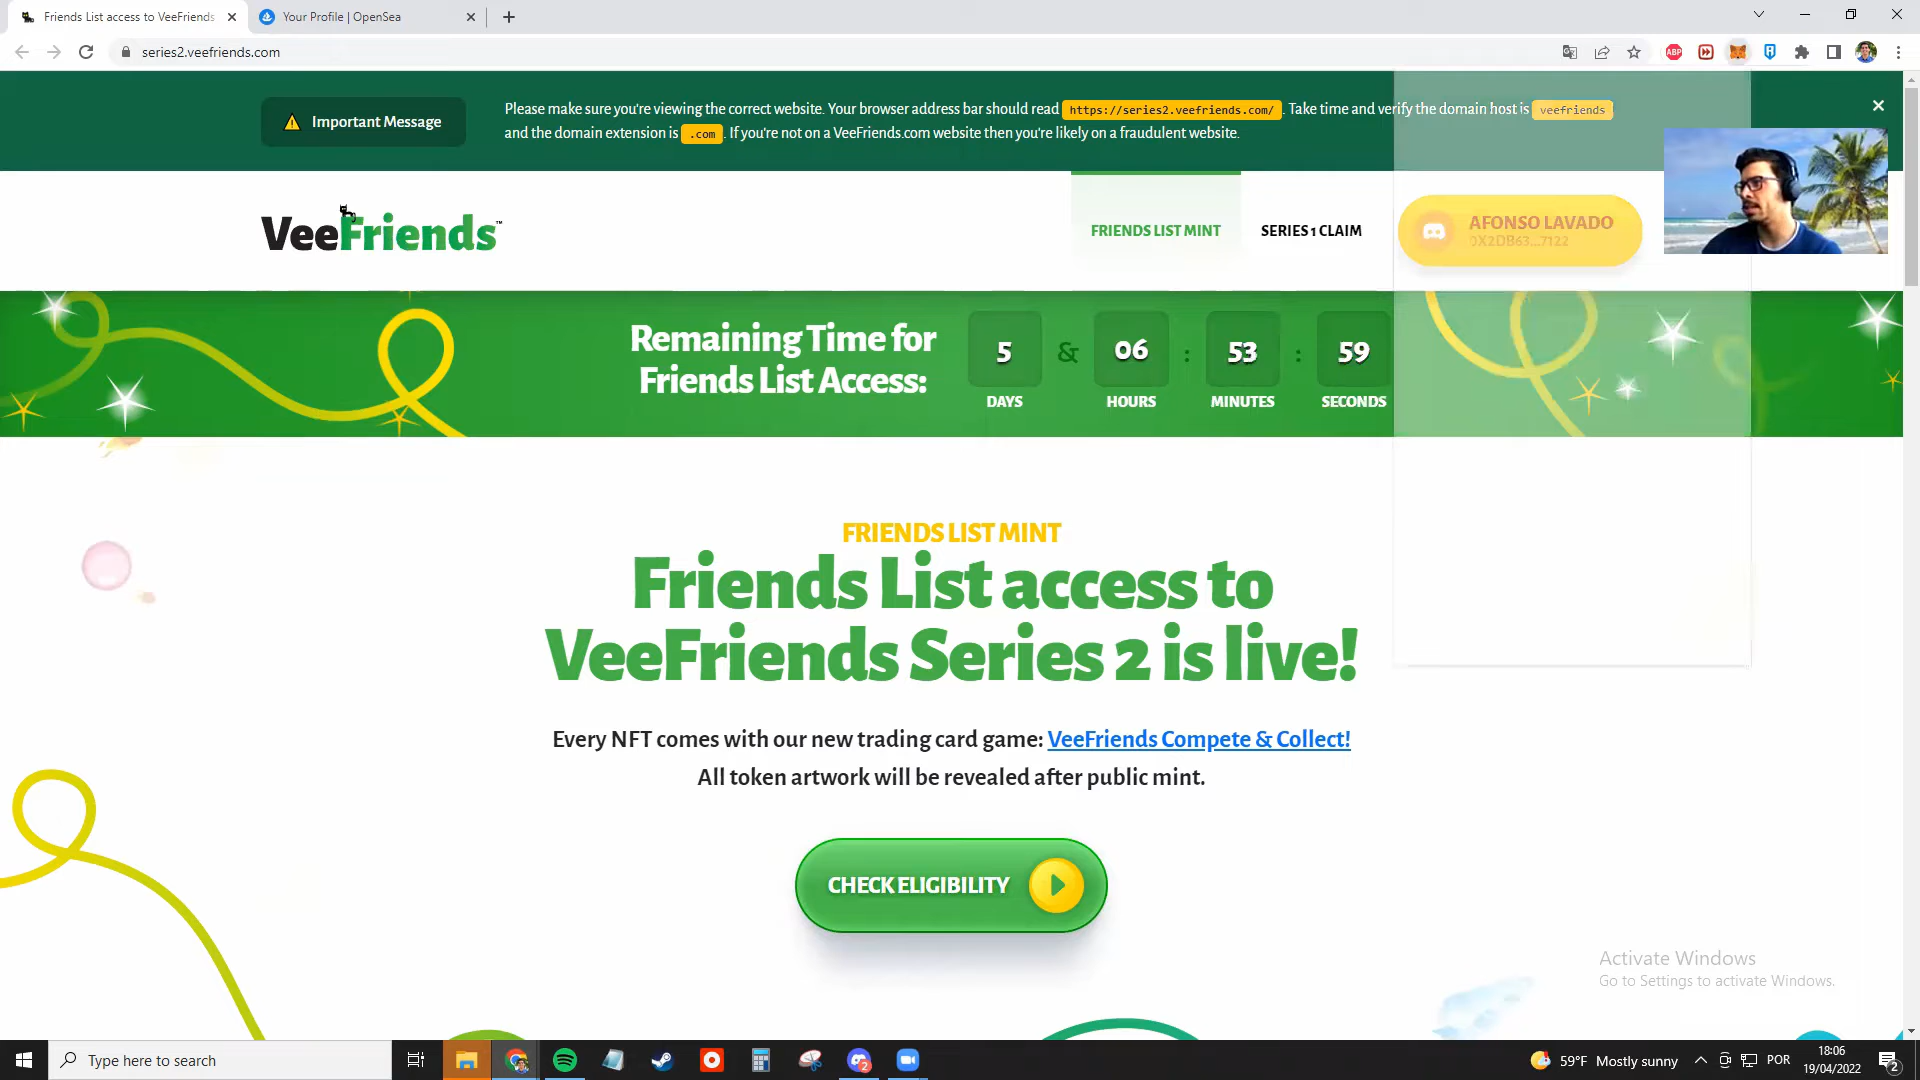 Friends List access to VeeFriends
Your Profile | OpenSea
series2.veefriends.com
ABP
Important Message
Please make sure you're viewing the correct website. Your browser address bar should read https://series2.veefriends.com/ . Take time and verify the domain host is veefriends
and the domain extension is .com . If you're not on a VeeFriends.com website then you're likely on a fraudulent website.
VeeFriends™
FRIENDS LIST MINT
SERIES 1 CLAIM
AFONSO LAVADO
0X2DB63...7122
Remaining Time for
Friends List Access:
5 & 06 : 53 : 59
DAYS HOURS MINUTES SECONDS
FRIENDS LIST MINT
Friends List access to
VeeFriends Series 2 is live!
Every NFT comes with our new trading card game: VeeFriends Compete & Collect!
All token artwork will be revealed after public mint.
CHECK ELIGIBILITY
Activate Windows
Go to Settings to activate Windows.
Type here to search
2
59°F Mostly sunny
POR
18:06
19/04/2022
2